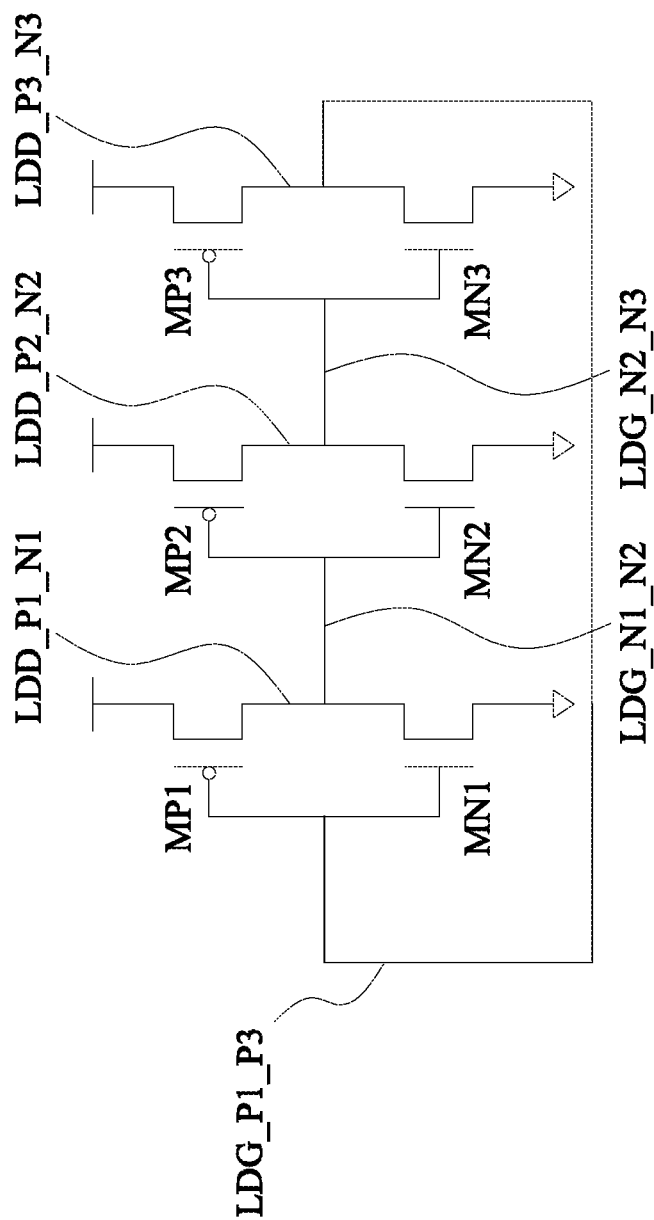 LDD_P1_N1
LDD_P2_N2
LDD_P3_N3
MP1
MP2
MP3
MN1
MN2
MN3
LDG_P1_P3
LDG_N1_N2
LDG_N2_N3